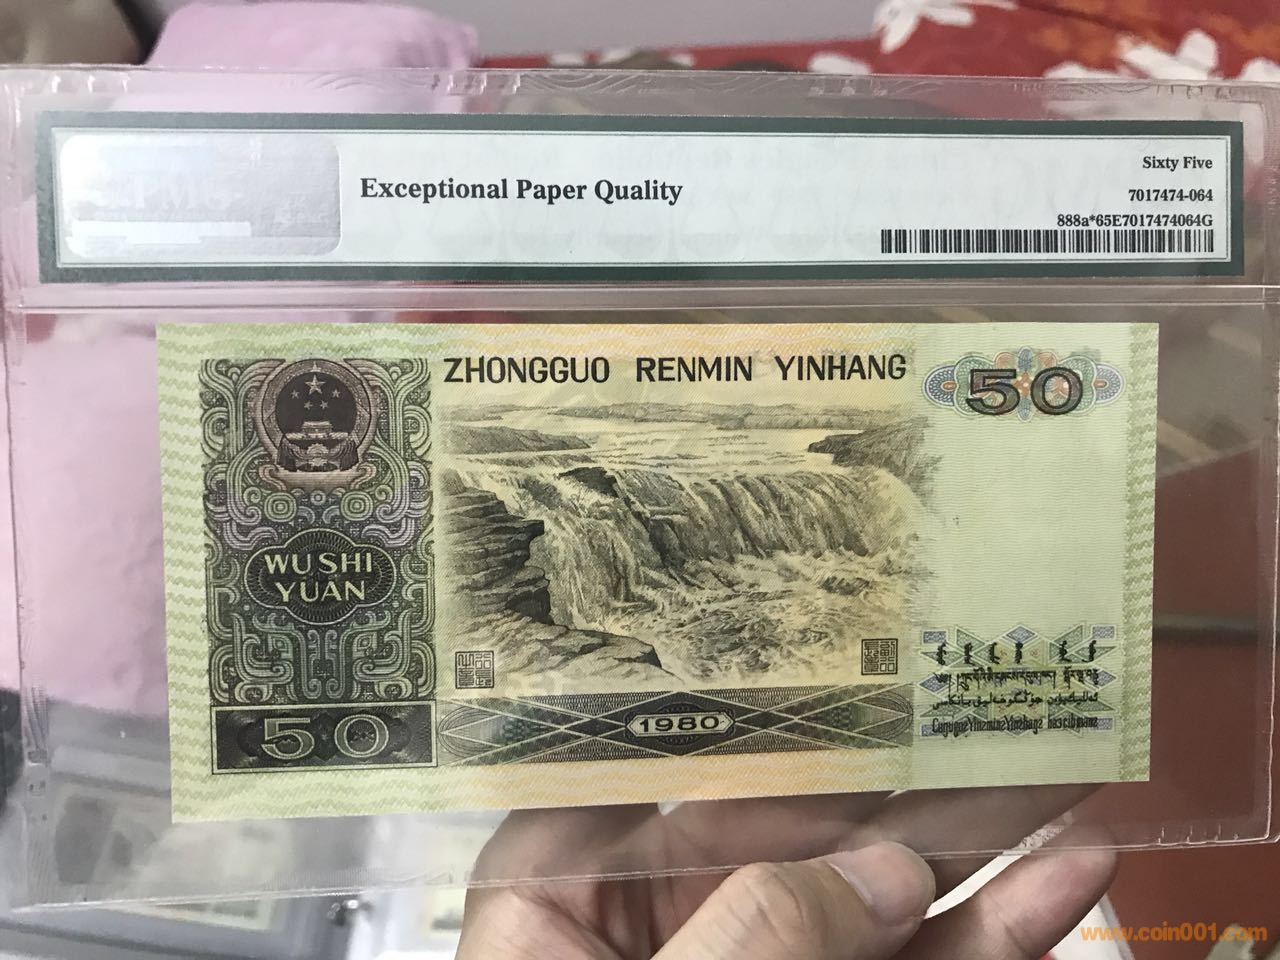 Exceptional Paper Quality
Sixty Five
7017474-064
888a*65E7017474064G
ZHONGGUO RENMIN YINHANG
50
WU SHI
YUAN
50
1980
www.coin001.com